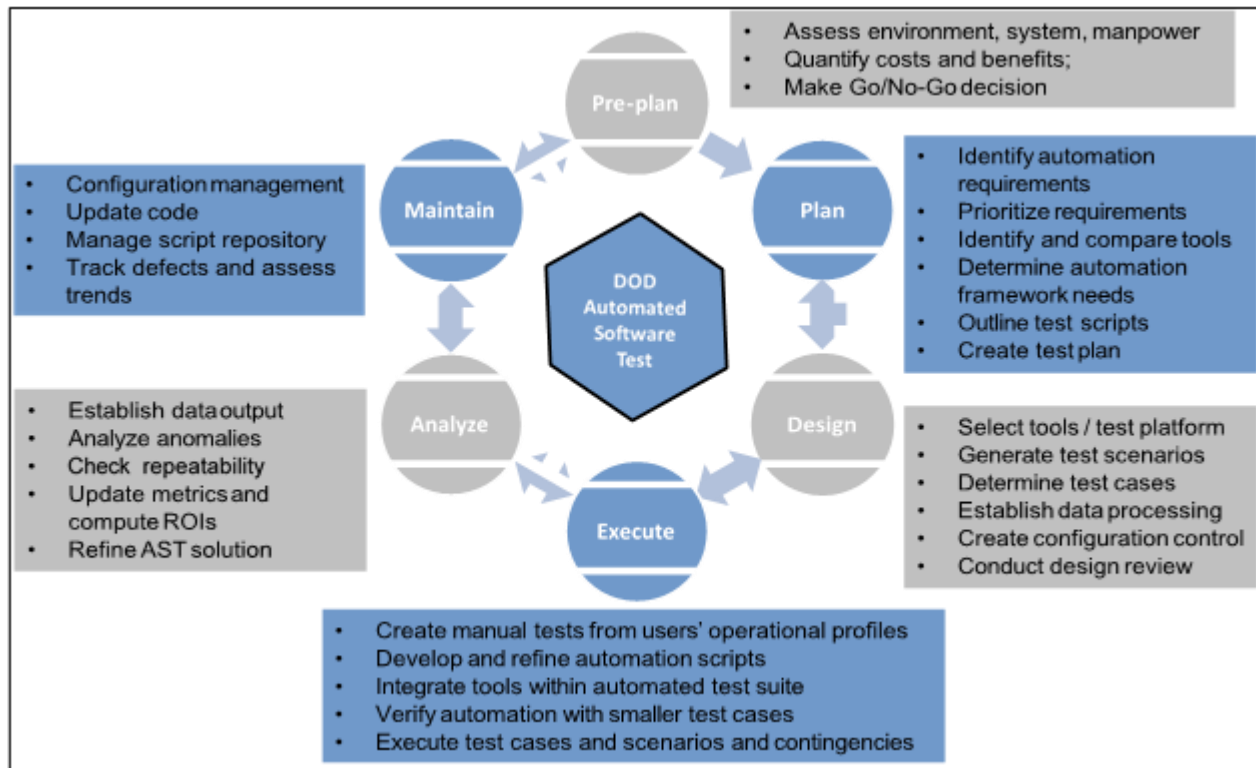 Pre-plan
• Assess environment, system, manpower
• Quantify costs and benefits;
• Make Go/No-Go decision
Plan
• Identify automation
requirements
• Prioritize requirements
• Identify and compare tools
• Determine automation
framework needs
• Outline test scripts
• Create test plan
Design
• Select tools / test platform
• Generate test scenarios
• Determine test cases
• Establish data processing
• Create configuration control
• Conduct design review
Execute
• Create manual tests from users’ operational profiles
• Develop and refine automation scripts
• Integrate tools within automated test suite
• Verify automation with smaller test cases
• Execute test cases and scenarios and contingencies
Analyze
• Establish data output
• Analyze anomalies
• Check repeatability
• Update metrics and
compute ROIs
• Refine AST solution
Maintain
• Configuration management
• Update code
• Manage script repository
• Track defects and assess
trends
DOD
Automated
Software
Test